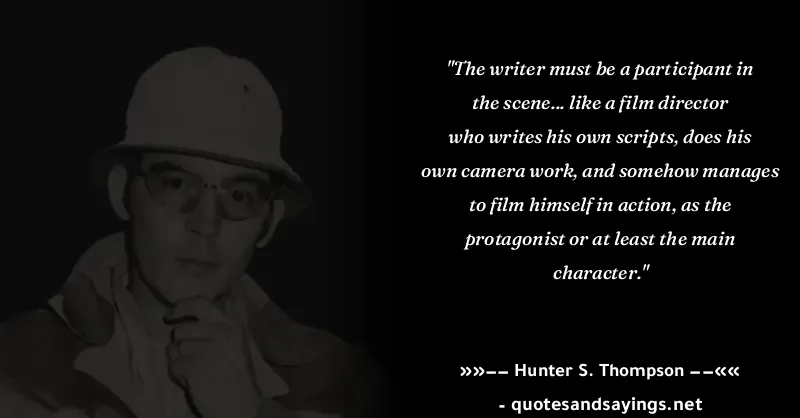 "The writer must be a participant in
the scene... like a film director
who writes his own scripts, does his
own camera work, and somehow manages
to film himself in action, as the
protagonist or at least the main
character."
»»−− Hunter S. Thompson −−««
- quotesandsayings.net